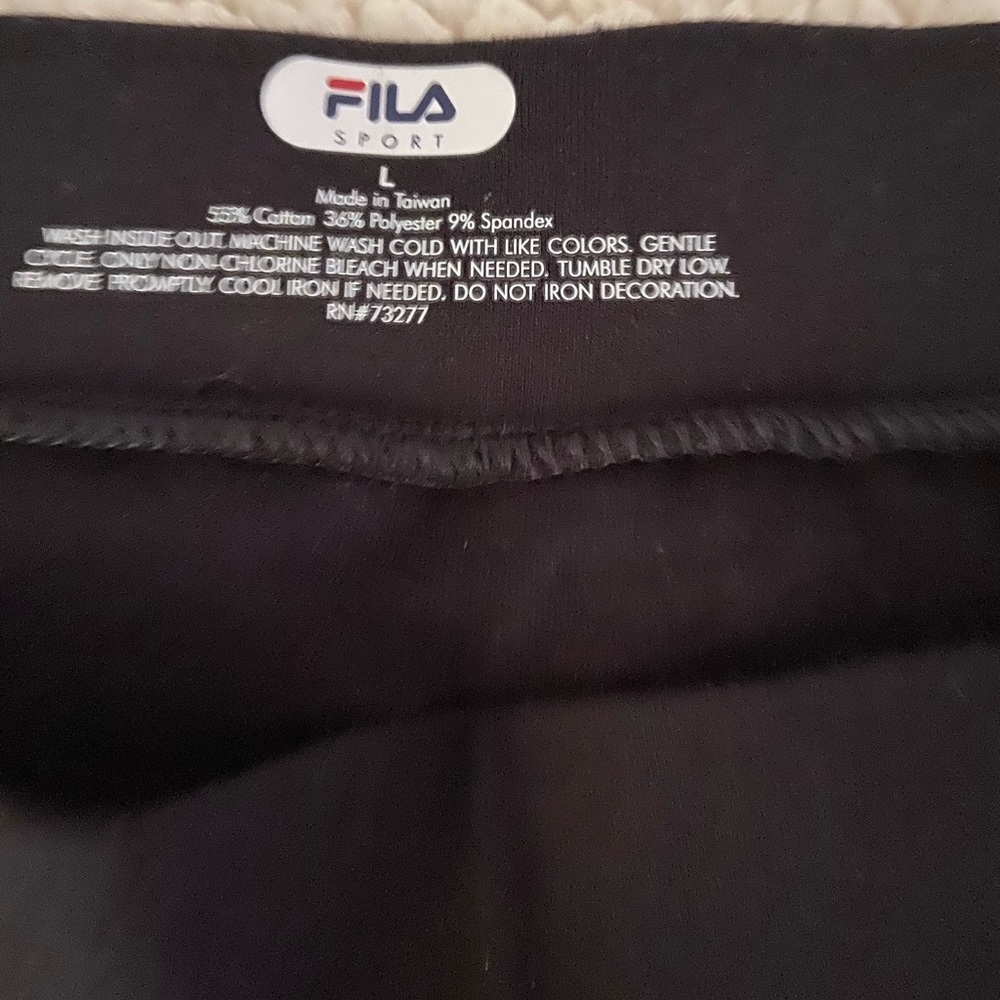 FILA
SPORT
L
Made in Taiwan
55% Cotton 36% Polyester 9% Spandex
WASH INSIDE OUT. MACHINE WASH COLD WITH LIKE COLORS. GENTLE
CYCLE. ONLY NON-CHLORINE BLEACH WHEN NEEDED. TUMBLE DRY LOW.
REMOVE PROMPTLY. COOL IRON IF NEEDED. DO NOT IRON DECORATION.
RN#73277